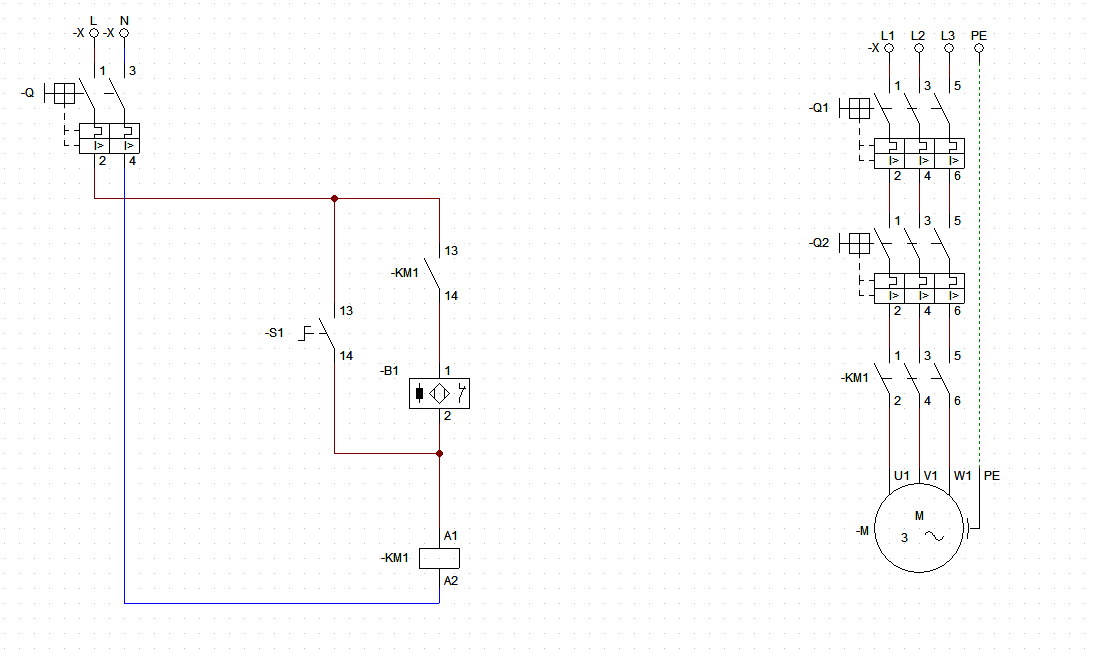 L N
-X -X
1 3
-Q
I> I>
2 4
13
-KM1
14
13
-S1
14
-B1 1
2
A1
-KM1
A2
L1 L2 L3 PE
-X
1 3 5
-Q1
I> I> I>
2 4 6
1 3 5
-Q2
I> I> I>
2 4 6
1 3 5
-KM1
2 4 6
U1 V1 W1 PE
M
-M
3